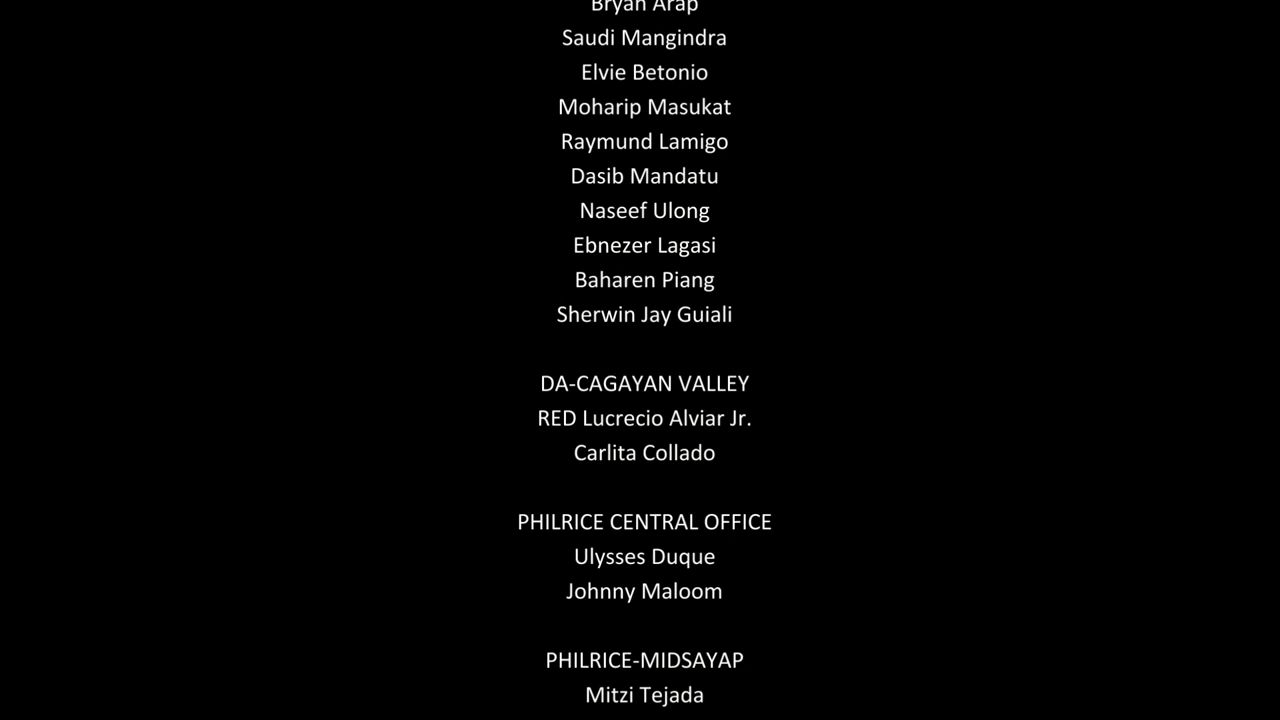 Bryan Arap
Saudi Mangindra
Elvie Betonio
Moharip Masukat
Raymund Lamigo
Dasib Mandatu
Naseef Ulong
Ebnezer Lagasi
Baharen Piang
Sherwin Jay Guiali
DA-CAGAYAN VALLEY
RED Lucrecio Alviar Jr.
Carlita Collado
PHILRICE CENTRAL OFFICE
Ulysses Duque
Johnny Maloom
PHILRICE-MIDSAYAP
Mitzi Tejada